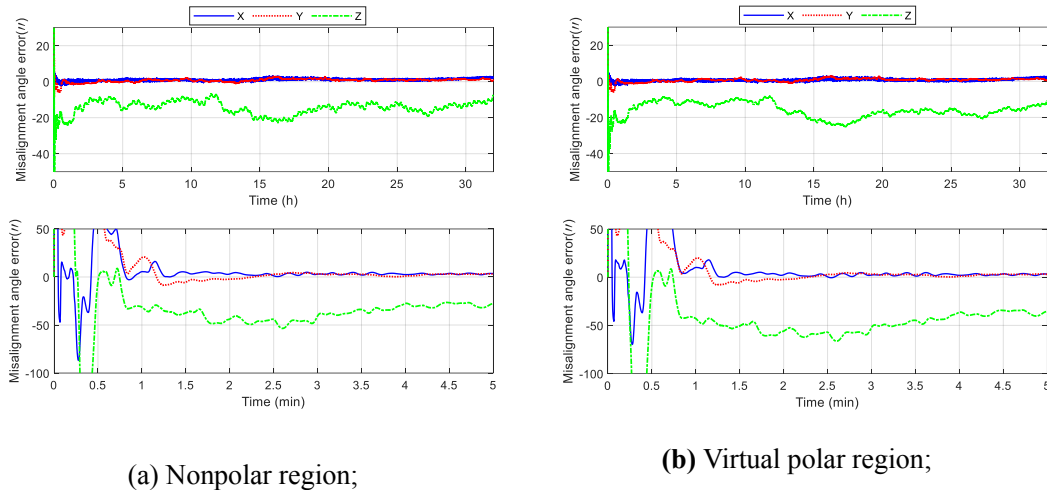 X Y Z
Misalignment angle error(″)
20
0
-20
-40
0 5 10 15 20 25 30
Time (h)
Misalignment angle error(″)
100
50
0
-50
-100
0 0.5 1 1.5 2 2.5 3 3.5 4 4.5 5
Time (min)
(a) Nonpolar region;
X Y Z
Misalignment angle error(″)
20
0
-20
-40
0 5 10 15 20 25 30
Time (h)
Misalignment angle error(″)
50
0
-50
-100
0 0.5 1 1.5 2 2.5 3 3.5 4 4.5 5
Time (min)
(b) Virtual polar region;